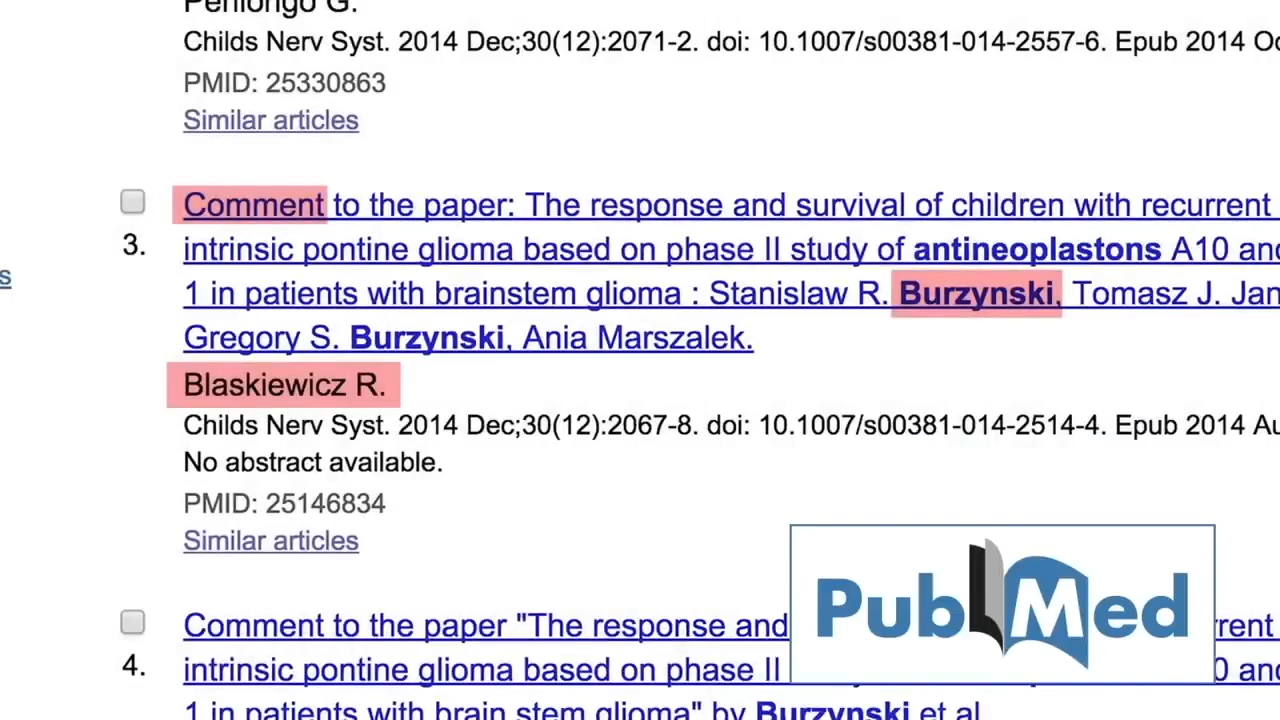 Perilongo G.
Childs Nerv Syst. 2014 Dec;30(12):2071-2. doi: 10.1007/s00381-014-2557-6. Epub 2014
PMID: 25330863
Similar articles
Comment to the paper: The response and survival of children with recurrent
3.
intrinsic pontine glioma based on phase II study of antineoplastons A10 and
1 in patients with brainstem glioma : Stanislaw R. Burzynski, Tomasz J. Jan
Gregory S. Burzynski, Ania Marszalek.
Blaskiewicz R.
Childs Nerv Syst. 2014 Dec;30(12):2067-8. doi: 10.1007/s00381-014-2514-4. Epub 2014 Au
No abstract available.
PMID: 25146834
Similar articles
Comment to the paper "The response and
4.
intrinsic pontine glioma based on phase II
1 in patients with brain stem glioma" by Burzynski et al.
PubMed